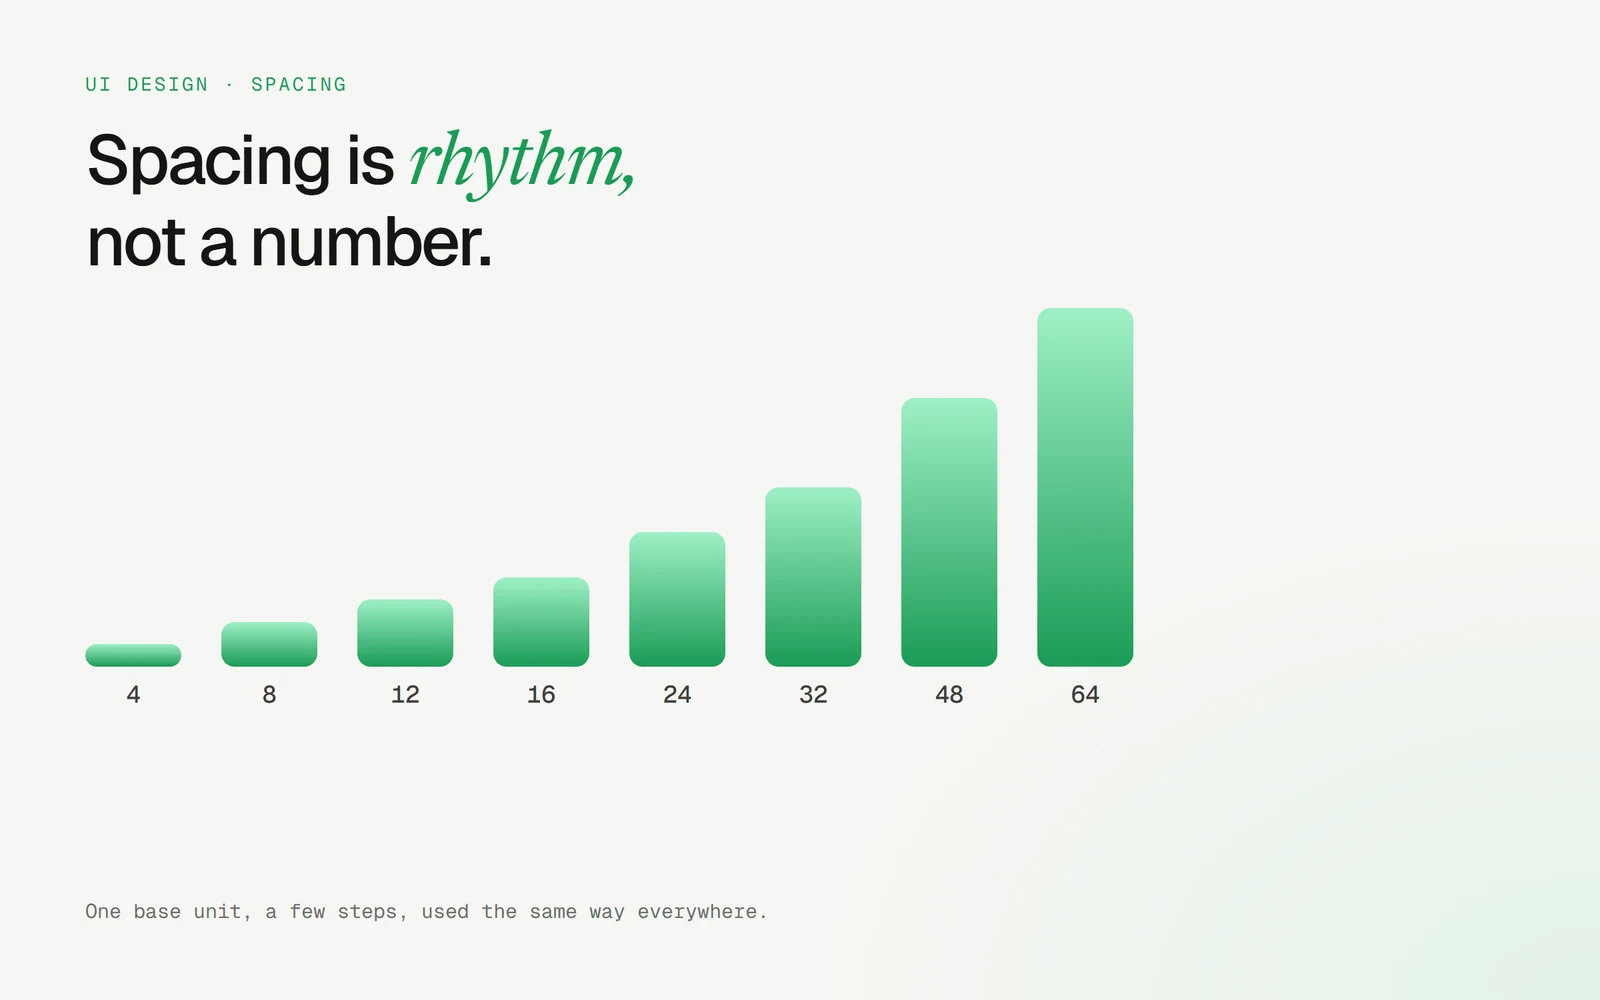 UI DESIGN · SPACING
Spacing is rhythm,
not a number.
4 8 12 16 24 32 48 64
One base unit, a few steps, used the same way everywhere.